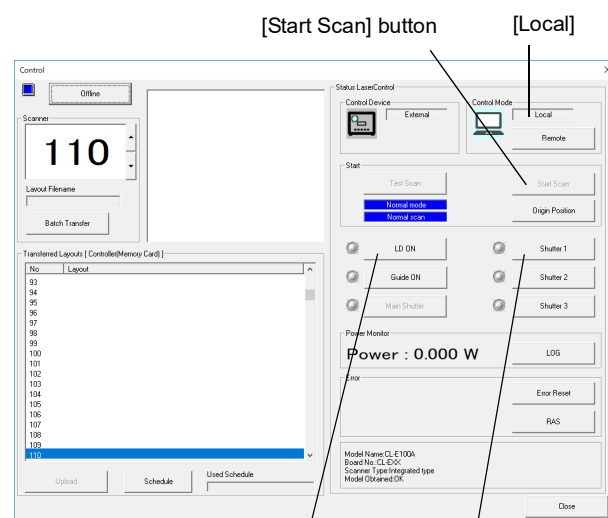 [Start Scan] button
[Local]
Control
Offline
Scanner
110
Layout Filename
Batch Transfer
Transferred Layouts [ Controller(Memory Card) ]
No Layout
93
94
95
96
97
98
99
100
101
102
103
104
105
106
107
108
109
110
Upload
Schedule
Used Schedule
Status LaserControl
Control Device
External
Control Mode
Local
Remote
Start
Test Scan
Start Scan
Normal mode
Normal scan
Origin Position
LD ON
Shutter 1
Guide ON
Shutter 2
Main Shutter
Shutter 3
Power Monitor
Power : 0.000 W
LOG
Error
Error Reset
RAS
Model Name:CL-E100A
Board No.:CL-EXX
Scanner Type:Integrated type
Model Obtained:OK
Close